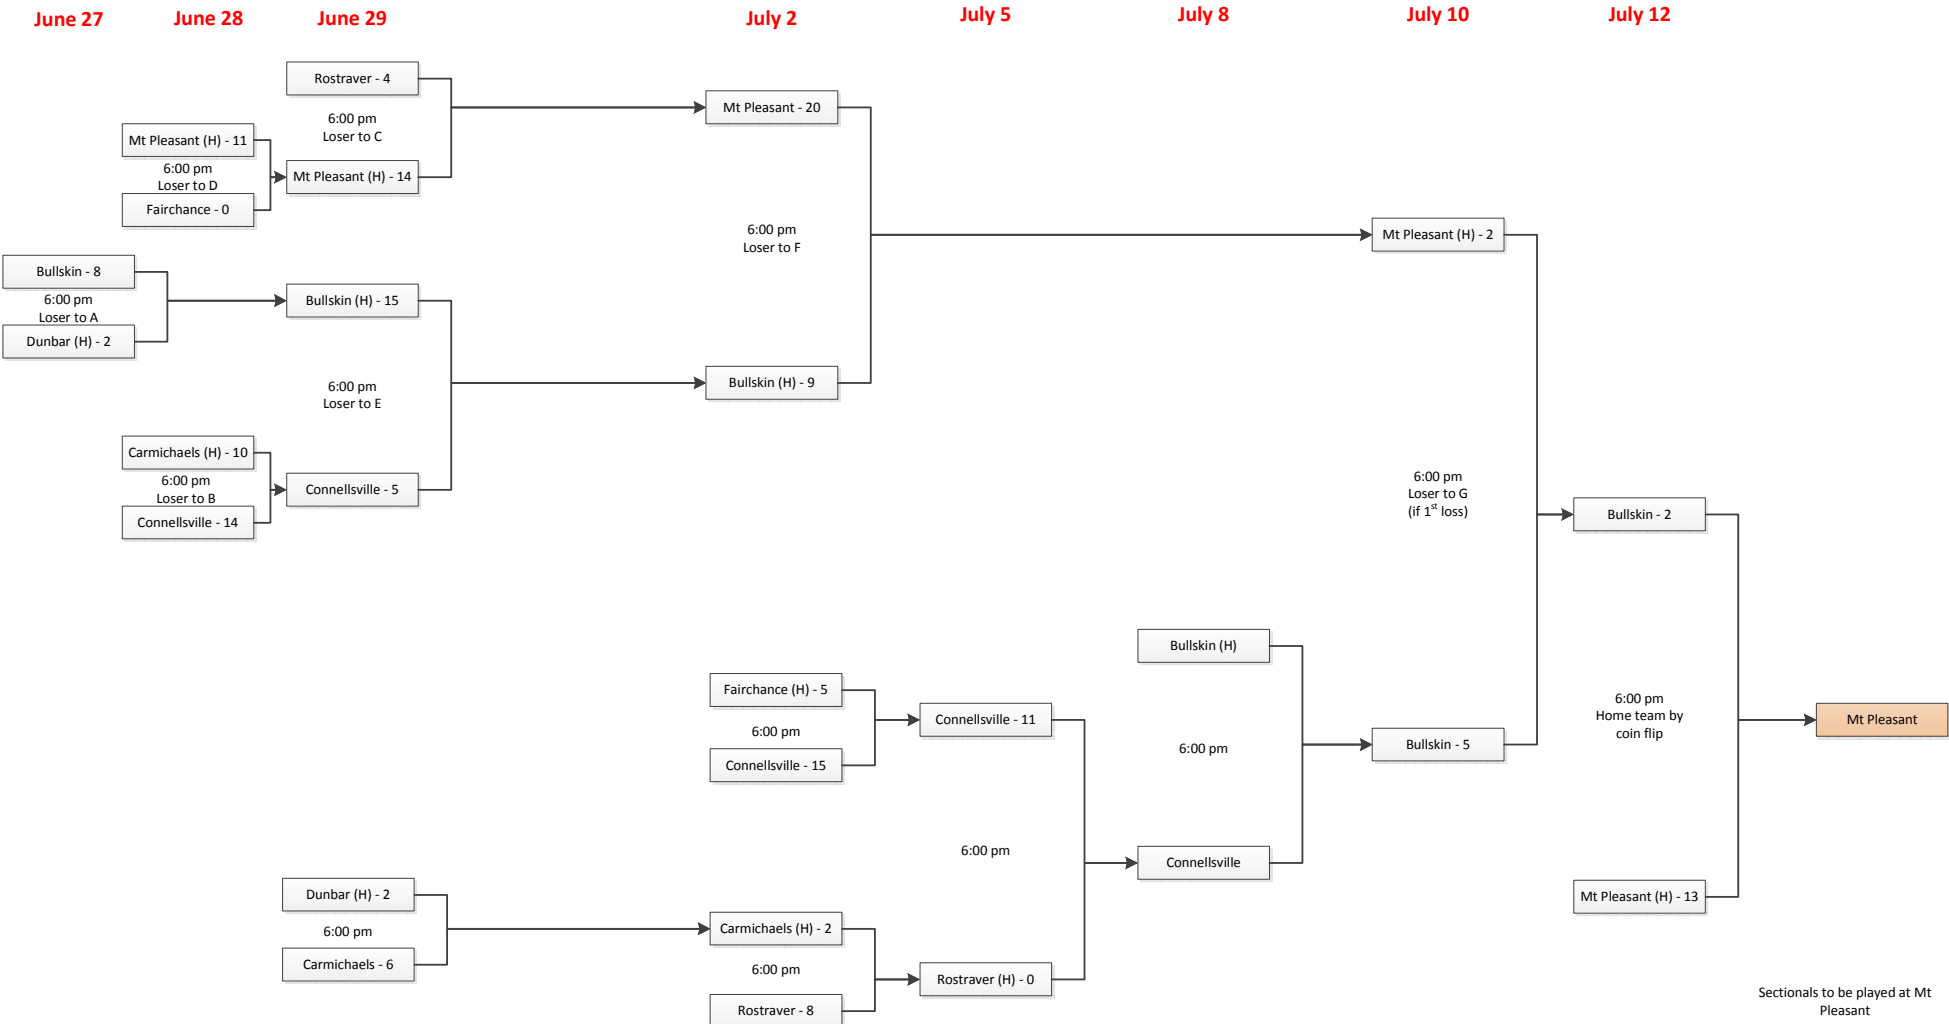 June 27
June 28
June 29
July 2
July 5
July 8
July 10
July 12
Rostraver - 4
6:00 pm
Loser to C
Mt Pleasant (H) - 14
Mt Pleasant (H) - 11
6:00 pm
Loser to D
Fairchance - 0
Mt Pleasant - 20
6:00 pm
Loser to F
Bullskin (H) - 9
Bullskin - 8
6:00 pm
Loser to A
Dunbar (H) - 2
Bullskin (H) - 15
6:00 pm
Loser to E
Connellsville - 5
Carmichaels (H) - 10
6:00 pm
Loser to B
Connellsville - 14
Mt Pleasant (H) - 2
6:00 pm
Loser to G
(if 1st loss)
Bullskin - 5
Bullskin - 2
6:00 pm
Home team by
coin flip
Mt Pleasant (H) - 13
Mt Pleasant
Bullskin (H)
6:00 pm
Connellsville
Fairchance (H) - 5
6:00 pm
Connellsville - 15
Connellsville - 11
6:00 pm
Rostraver (H) - 0
Dunbar (H) - 2
6:00 pm
Carmichaels - 6
Carmichaels (H) - 2
6:00 pm
Rostraver - 8
Sectionals to be played at Mt
Pleasant